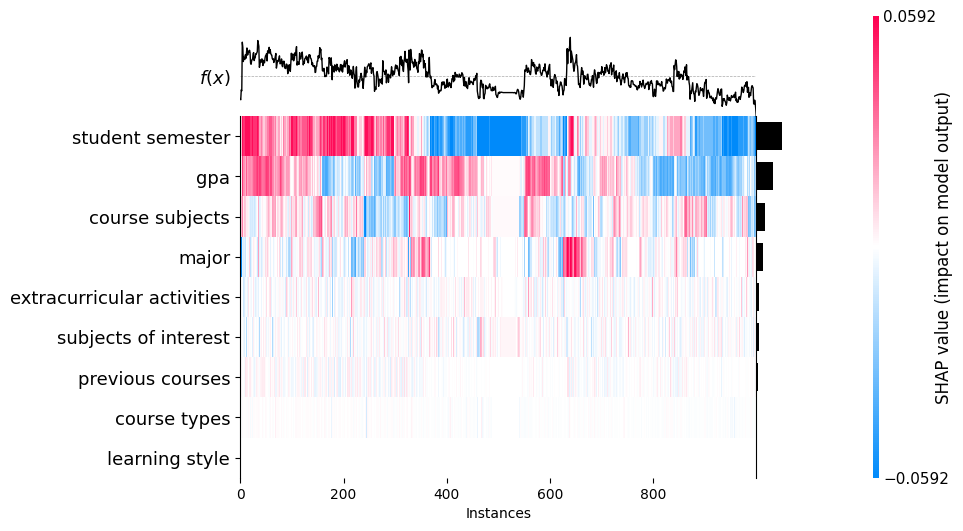 0.0592
f(x)
student semester
gpa
course subjects
major
extracurricular activities
subjects of interest
previous courses
course types
learning style
0 200 400 600 800
Instances
SHAP value (impact on model output)
−0.0592